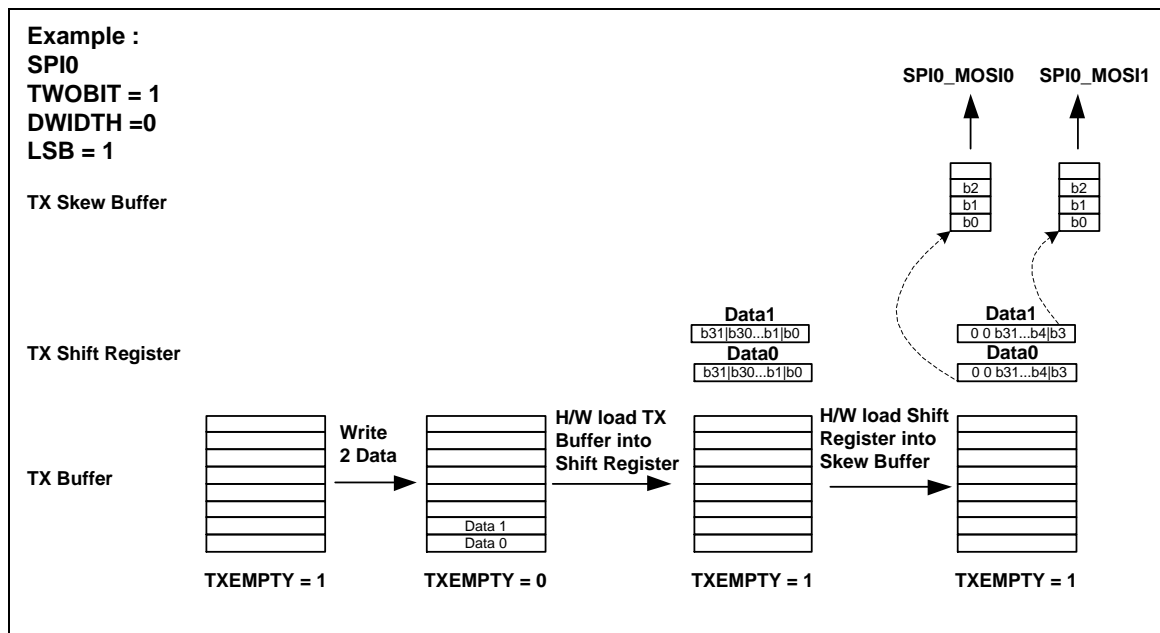 Example :
SPI0
TWOBIT = 1
DWIDTH =0
LSB = 1
SPI0_MOSI0
SPI0_MOSI1
TX Skew Buffer
b2
b1
b0
b2
b1
b0
TX Shift Register
Data1
b31|b30...b1|b0
Data0
b31|b30...b1|b0
Data1
0 0 b31...b4|b3
Data0
0 0 b31...b4|b3
TX Buffer
Write
2 Data
Data 1
Data 0
H/W load TX
Buffer into
Shift Register
H/W load Shift
Register into
Skew Buffer
TXEMPTY = 1
TXEMPTY = 0
TXEMPTY = 1
TXEMPTY = 1